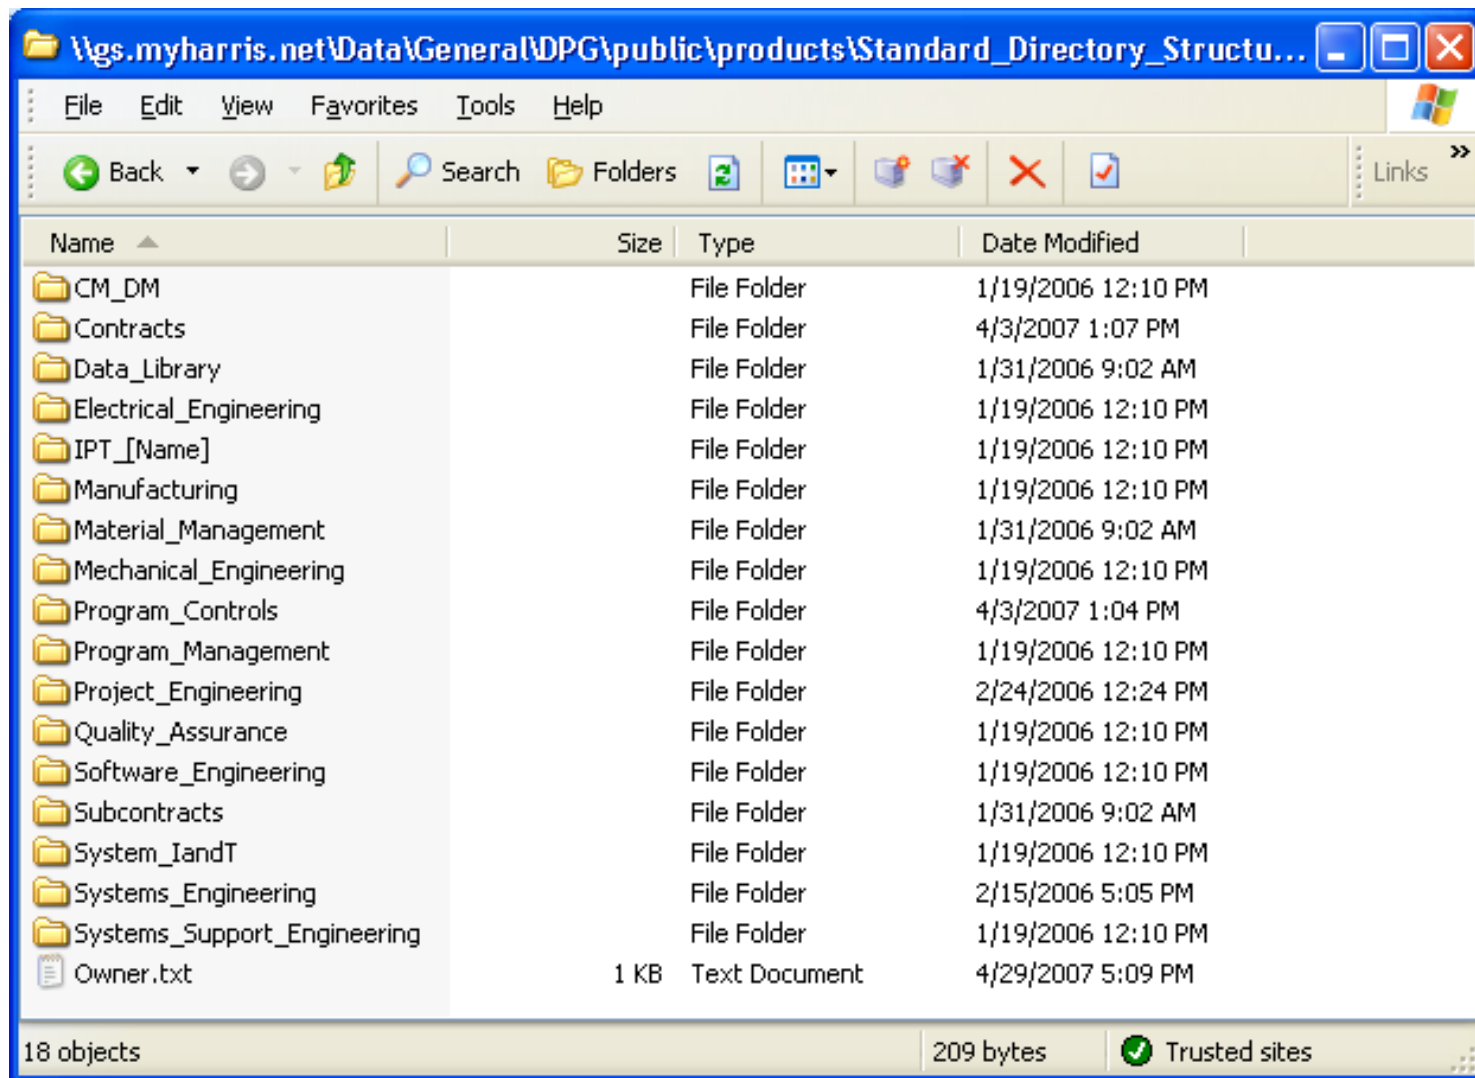 \\gs.myharris.net\Data\General\DPG\public\products\Standard_Directory_Structu...
File Edit View Favorites Tools Help
Back Search Folders Links »
Name Size Type Date Modified
CM_DM File Folder 1/19/2006 12:10 PM
Contracts File Folder 4/3/2007 1:07 PM
Data_Library File Folder 1/31/2006 9:02 AM
Electrical_Engineering File Folder 1/19/2006 12:10 PM
IPT_[Name] File Folder 1/19/2006 12:10 PM
Manufacturing File Folder 1/19/2006 12:10 PM
Material_Management File Folder 1/31/2006 9:02 AM
Mechanical_Engineering File Folder 1/19/2006 12:10 PM
Program_Controls File Folder 4/3/2007 1:04 PM
Program_Management File Folder 1/19/2006 12:10 PM
Project_Engineering File Folder 2/24/2006 12:24 PM
Quality_Assurance File Folder 1/19/2006 12:10 PM
Software_Engineering File Folder 1/19/2006 12:10 PM
Subcontracts File Folder 1/31/2006 9:02 AM
System_IandT File Folder 1/19/2006 12:10 PM
Systems_Engineering File Folder 2/15/2006 5:05 PM
Systems_Support_Engineering File Folder 1/19/2006 12:10 PM
Owner.txt 1 KB Text Document 4/29/2007 5:09 PM
18 objects 209 bytes Trusted sites